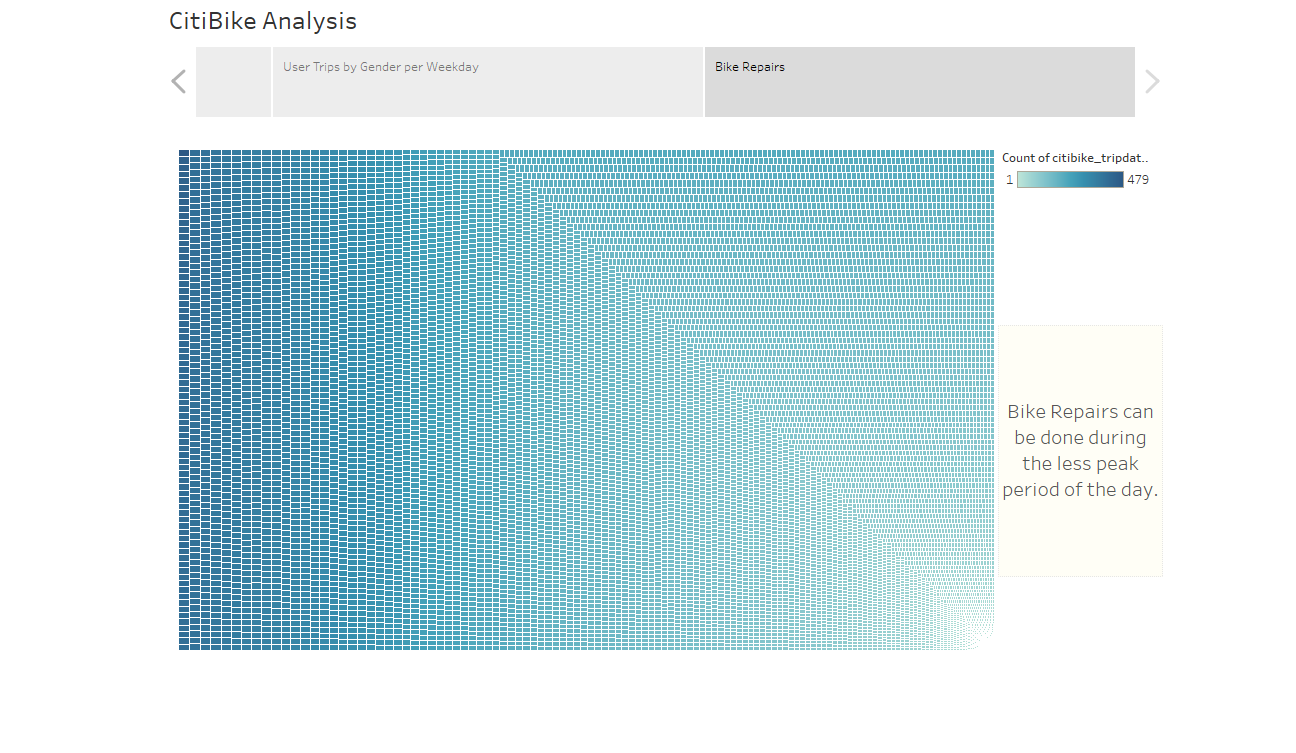 CitiBike Analysis
User Trips by Gender per Weekday
Bike Repairs
Count of citibike_tripdat..
1 479
Bike Repairs can
be done during
the less peak
period of the day.